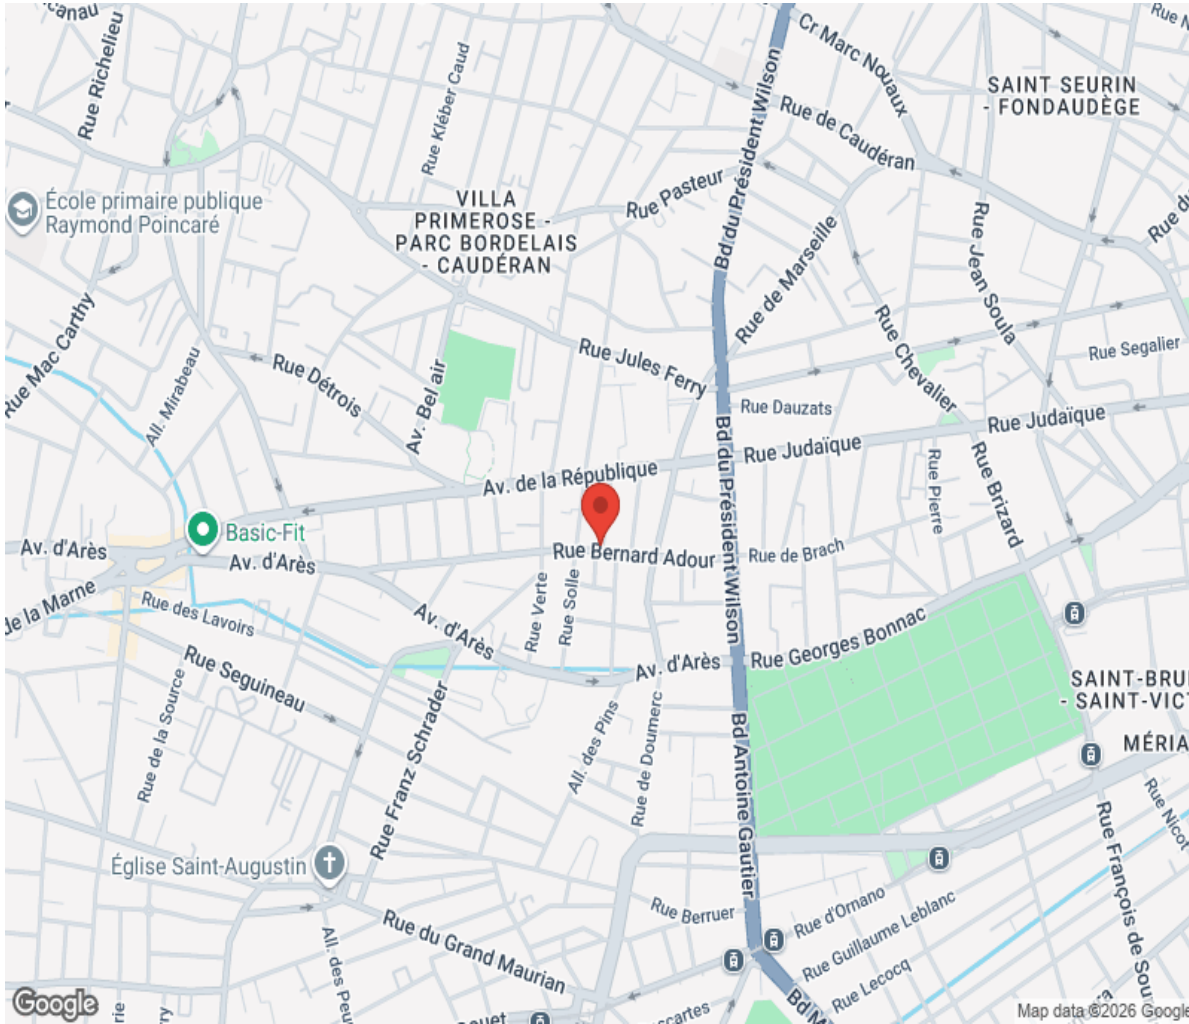 Rue Richelieu
Rue Kléber Caud
Cr Marc Nouaux
SAINT SEURIN
- FONDAUDÈGE
Rue de Caudéran
Bd du Président Wilson
École primaire publique
Raymond Poincaré
VILLA
PRIMEROSE -
PARC BORDELAIS
- CAUDÉRAN
Rue Pasteur
Rue de Marseille
Rue Jean Soula
Rue Mac Carthy
All. Mirabeau
Rue Détrois
Av. Bel air
Rue Jules Ferry
Rue Chevalier
Rue Segalier
Rue Dauzats
Rue Judaïque
Rue Judaïque
Bd du Président Wilson
Av. de la République
Rue Pierre
Rue Brizard
Basic-Fit
Av. d'Arès
Av. d'Arès
Rue Bernard Adour
Rue de Brach
de la Marne
Rue des Lavoirs
Rue Verte
Rue Solle
Av. d'Arès
Av. d'Arès
Rue Georges Bonnac
Rue Seguineau
Rue de la Source
Rue Franz Schrader
All. des Pins
Rue de Doumerc
Bd Antoine Gautier
SAINT-BRU
- SAINT-VICT
MÉRIA
Rue Nicot
Rue François de Sou
Église Saint-Augustin
Rue Berruer
Rue d'Ornano
Rue Guillaume Leblanc
Rue Lecocq
Rue du Grand Maurian
All. des Peu
Bd M
Google
Map data ©2026 Google